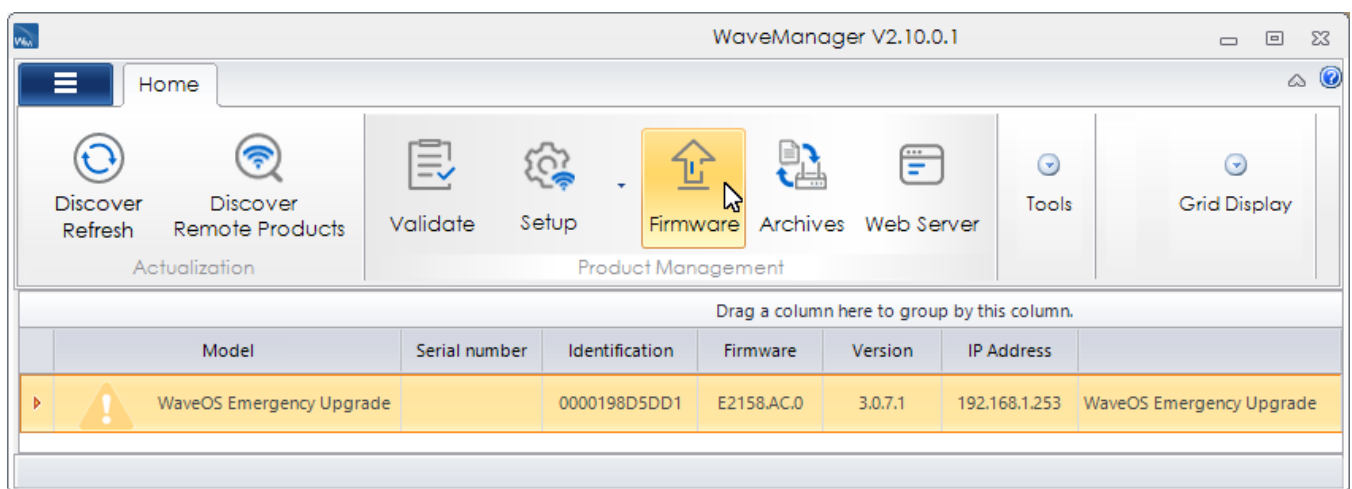 WaveManager V2.10.0.1
Home
Discover Refresh
Discover Remote Products
Validate
Setup
Firmware
Archives
Web Server
Tools
Grid Display
Actualization
Product Management
Drag a column here to group by this column.
Model Serial number Identification Firmware Version IP Address
WaveOS Emergency Upgrade 0000198D5DD1 E2158.AC.0 3.0.7.1 192.168.1.253 WaveOS Emergency Upgrade